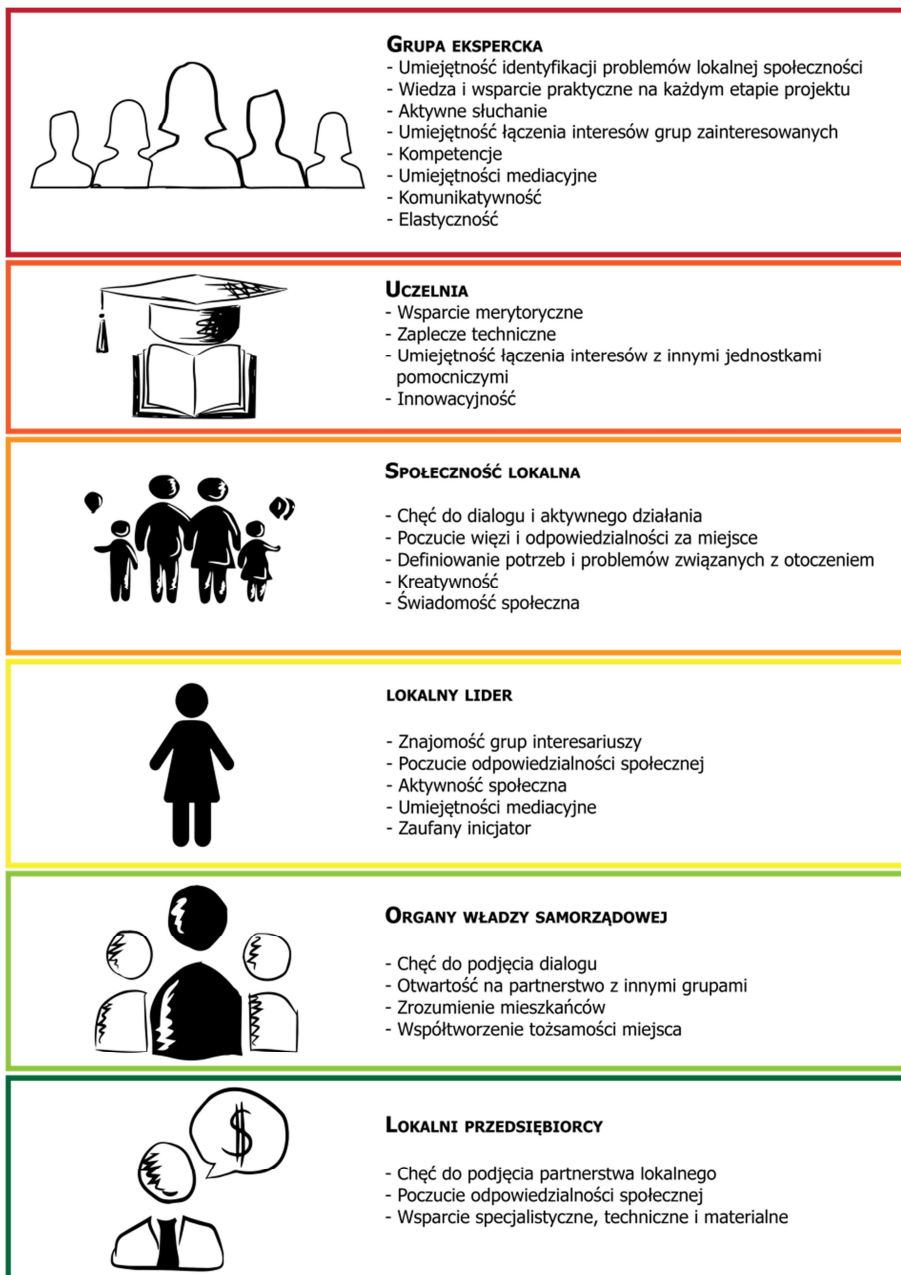 GRUPA EKSPERCKA
- Umiejętność identyfikacji problemów lokalnej społeczności
- Wiedza i wsparcie praktyczne na każdym etapie projektu
- Aktywne słuchanie
- Umiejętność łączenia interesów grup zainteresowanych
- Kompetencje
- Umiejętności mediacyjne
- Komunikatywność
- Elastyczność
UCZELNIA
- Wsparcie merytoryczne
- Zaplecze techniczne
- Umiejętność łączenia interesów z innymi jednostkami
pomocniczymi
- Innowacyjność
SPOŁECZNOŚĆ LOKALNA
- Chęć do dialogu i aktywnego działania
- Poczucie więzi i odpowiedzialności za miejsce
- Definiowanie potrzeb i problemów związanych z otoczeniem
- Kreatywność
- Świadomość społeczna
LOKALNY LIDER
- Znajomość grup interesariuszy
- Poczucie odpowiedzialności społecznej
- Aktywność społeczna
- Umiejętności mediacyjne
- Zaufany inicjator
ORGANY WŁADZY SAMORZĄDOWEJ
- Chęć do podjęcia dialogu
- Otwartość na partnerstwo z innymi grupami
- Zrozumienie mieszkańców
- Współtworzenie tożsamości miejsca
$
LOKALNI PRZEDSIĘBIORCY
- Chęć do podjęcia partnerstwa lokalnego
- Poczucie odpowiedzialności społecznej
- Wsparcie specjalistyczne, techniczne i materialne